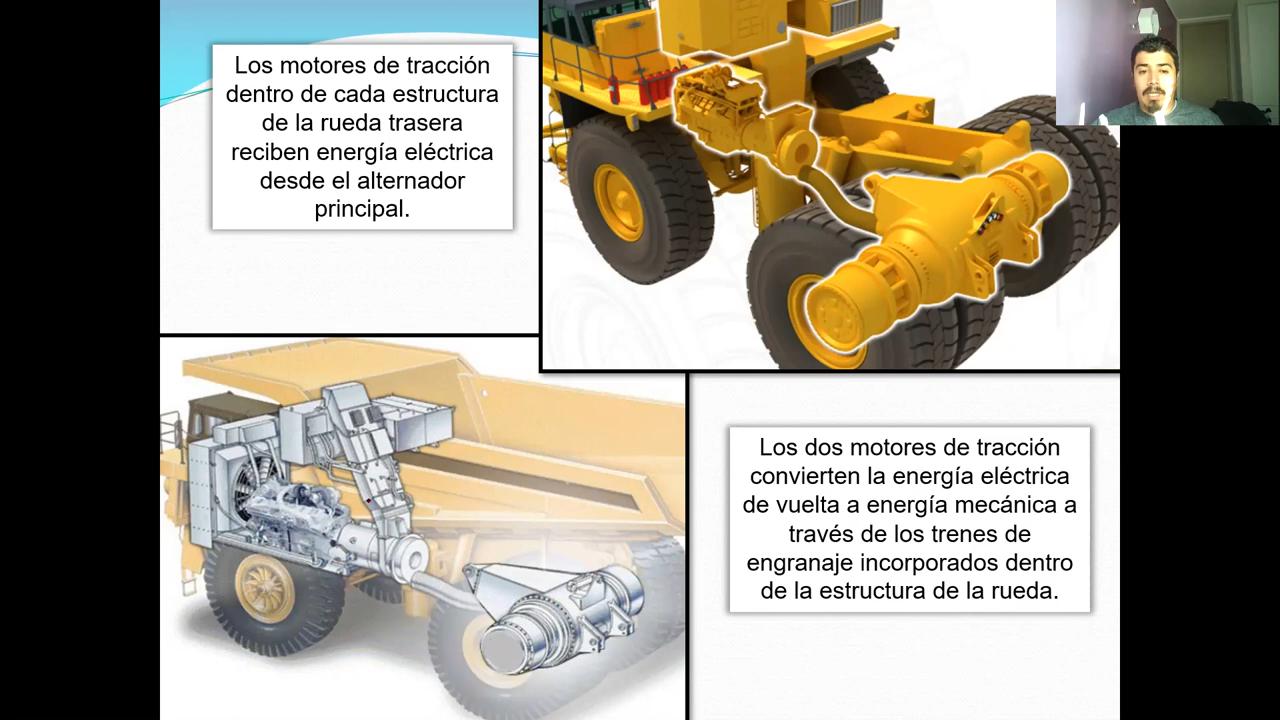 Los motores de tracción
dentro de cada estructura
de la rueda trasera
reciben energía eléctrica
desde el alternador
principal.
Los dos motores de tracción
convierten la energía eléctrica
de vuelta a energía mecánica a
través de los trenes de
engranaje incorporados dentro
de la estructura de la rueda.